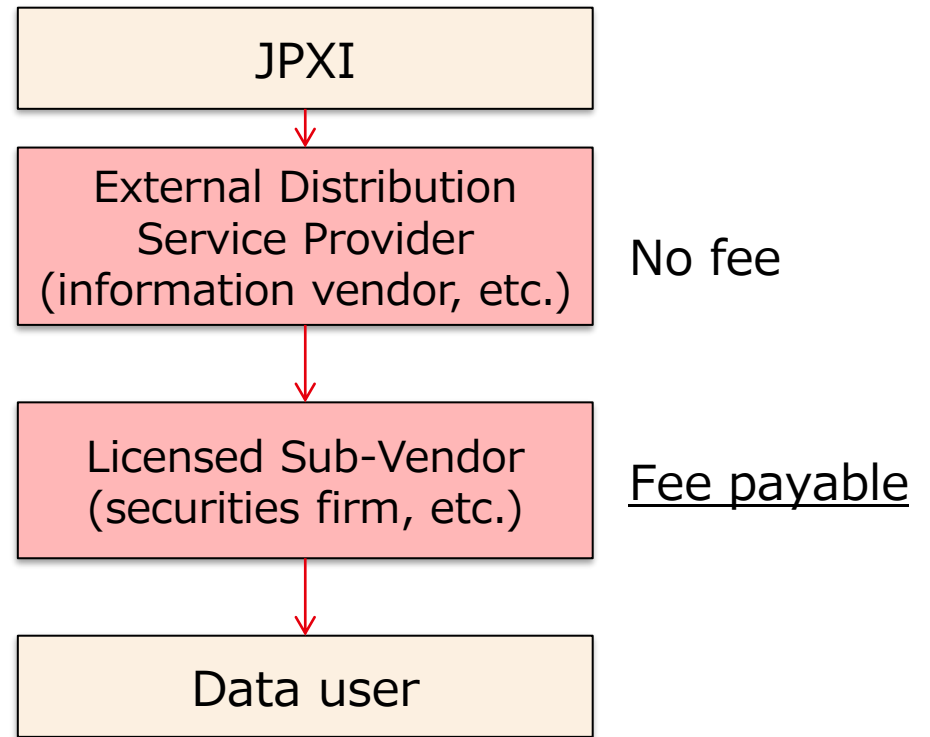 JPXI
External Distribution
Service Provider
(information vendor, etc.)
No fee
Licensed Sub-Vendor
(securities firm, etc.)
Fee payable
Data user